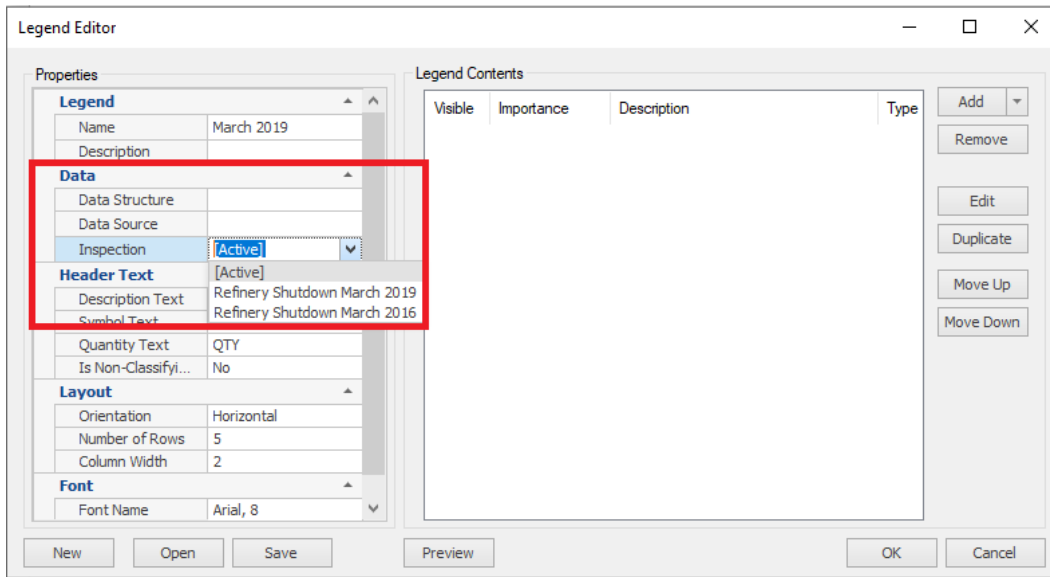 Legend Editor
Properties
Legend
Name March 2019
Description
Data
Data Structure
Data Source
Inspection [Active]
[Active]
Refinery Shutdown March 2019
Refinery Shutdown March 2016
Header Text
Description Text
Symbol Text
Quantity Text QTY
Is Non-Classifyi... No
Layout
Orientation Horizontal
Number of Rows 5
Column Width 2
Font
Font Name Arial, 8
Legend Contents
Visible Importance Description Type
Add
Remove
Edit
Duplicate
Move Up
Move Down
New Open Save Preview OK Cancel